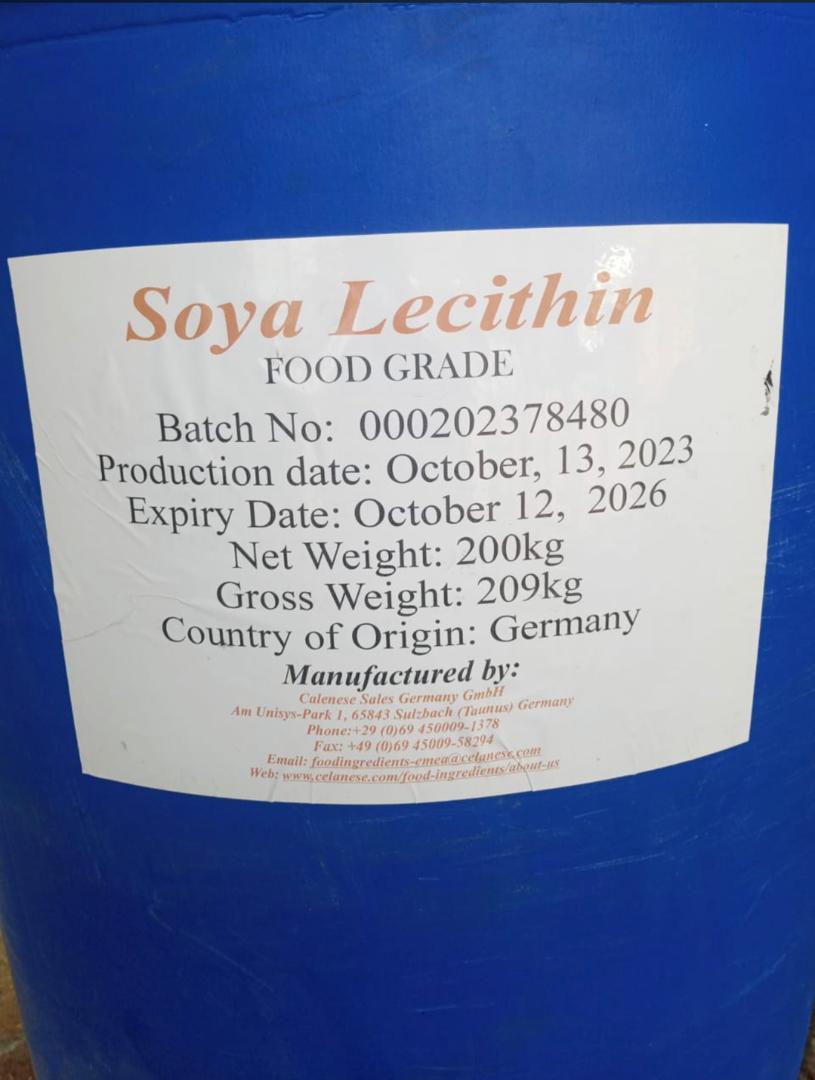 Soya Lecithin
FOOD GRADE
Batch No: 000202378480
Production date: October, 13, 2023
Expiry Date: October 12, 2026
Net Weight: 200kg
Gross Weight: 209kg
Country of Origin: Germany
Manufactured by:
Calenese Sales Germany GmbH
Am Unisys-Park 1, 65843 Sulzbach (Taunus) Germany
Phone:+29 (0)69 450009-1378
Fax: +49 (0)69 45009-58294
Email: foodingredients-emea@celanese.com
Web: www.celanese.com/food-ingredients/about-us